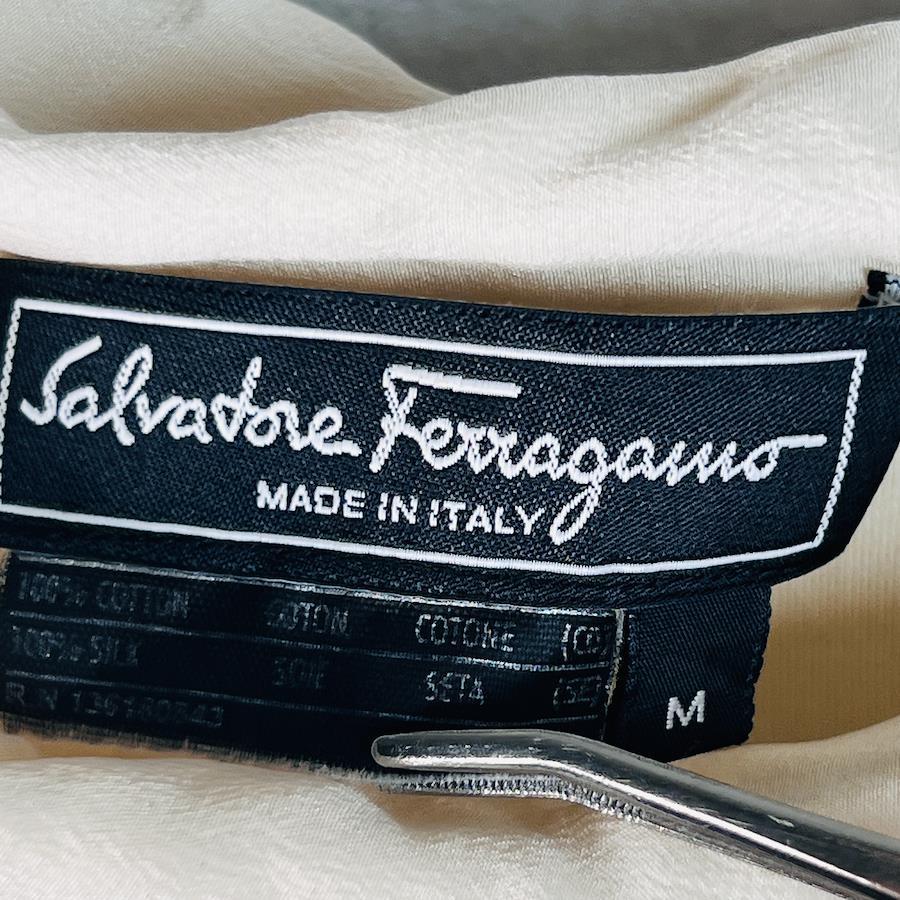 Salvatore Ferragamo
MADE IN ITALY
100% COTTON COTON COTONE (CO)
100% SILK SOIE SETA (SE)
R.N
M